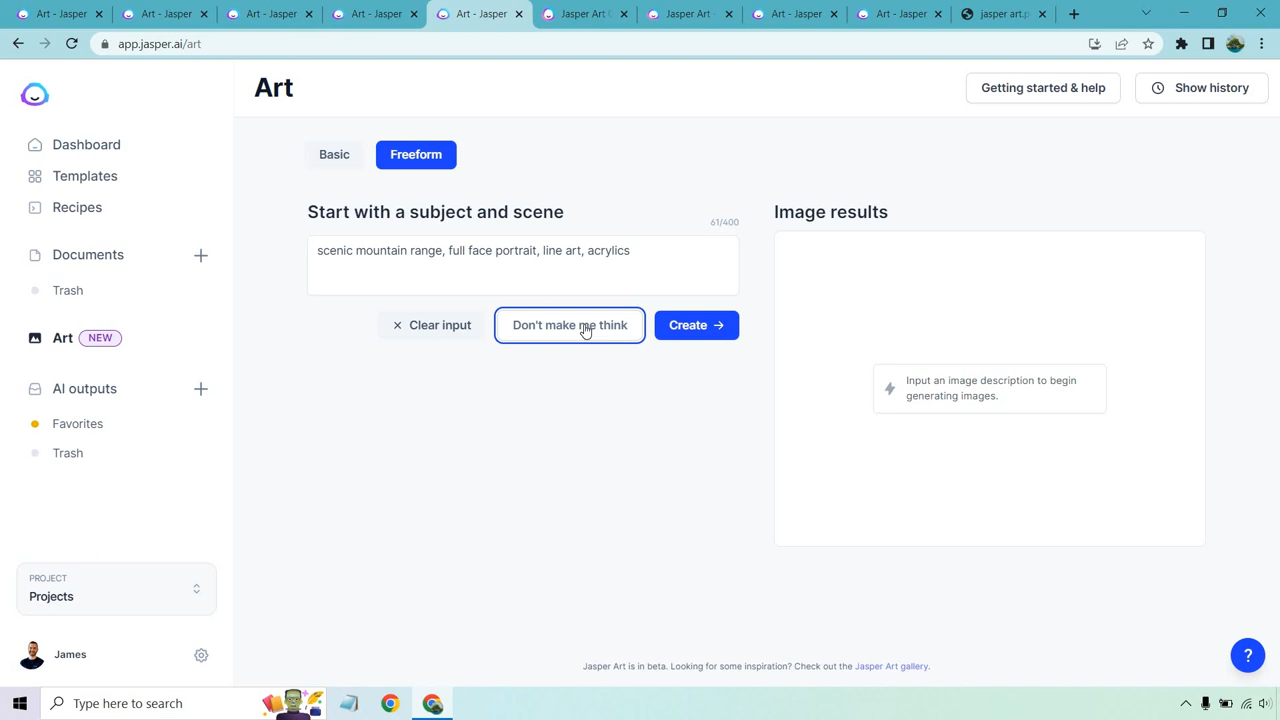 Jasper Art - Ar
Jasper - Art
Jasper - Freefor
Jasper - Art
Jasper Art
Jasper Art -
Jasper - Art
Jasper - Art
Jasper art.p
app.jasper.ai/art
Art
Getting started & help
Show history
Dashboard
Templates
Recipes
Documents
Trash
Art NEW
AI outputs
Favorites
Trash
PROJECT
Projects
James
Basic
Freeform
Start with a subject and scene
61/400
scenic mountain range, full face portrait, line art, acrylics
Clear input
Don't make me think
Create →
Image results
Input an image description to begin
generating images.
Jasper Art is in beta. Looking for some inspiration? Check out the Jasper Art gallery.
?
Type here to search